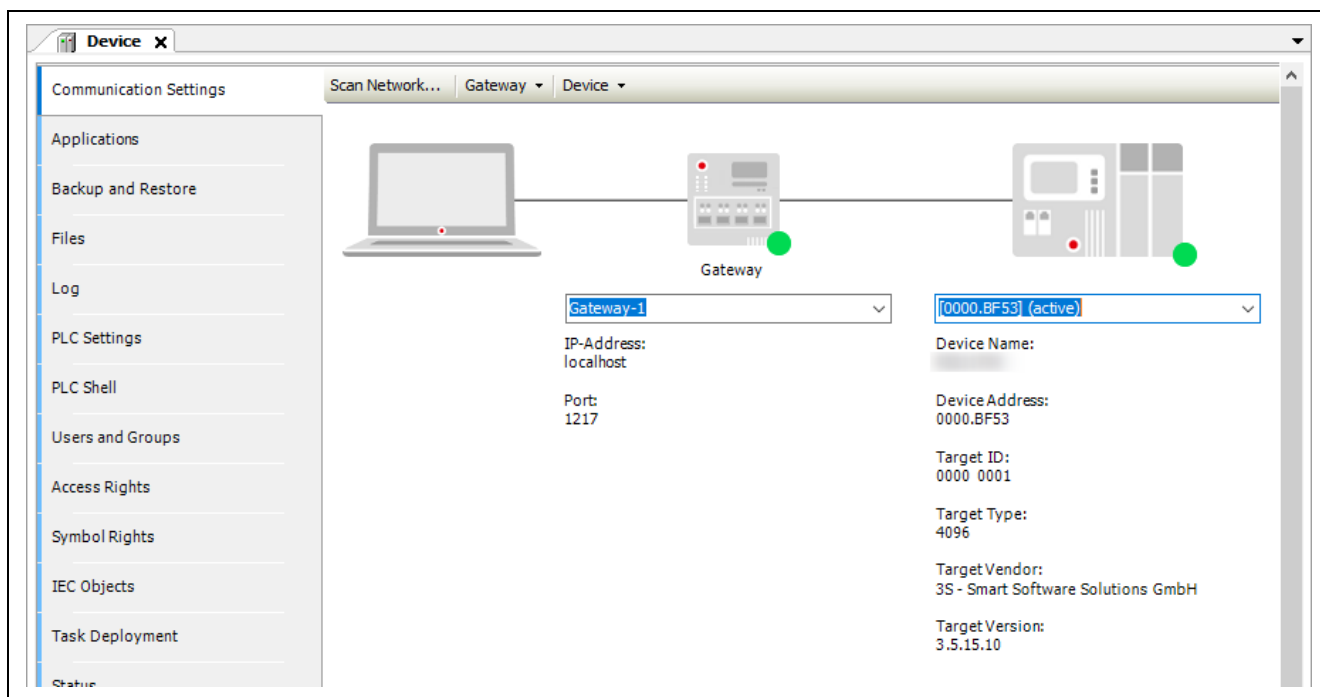 Device
Communication Settings
Applications
Backup and Restore
Files
Log
PLC Settings
PLC Shell
Users and Groups
Access Rights
Symbol Rights
IEC Objects
Task Deployment
Status
Scan Network... Gateway Device
Gateway
Gateway-1
IP-Address:
localhost
Port:
1217
[0000.BF53] (active)
Device Name:
Device Address:
0000.BF53
Target ID:
0000 0001
Target Type:
4096
Target Vendor:
3S - Smart Software Solutions GmbH
Target Version:
3.5.15.10